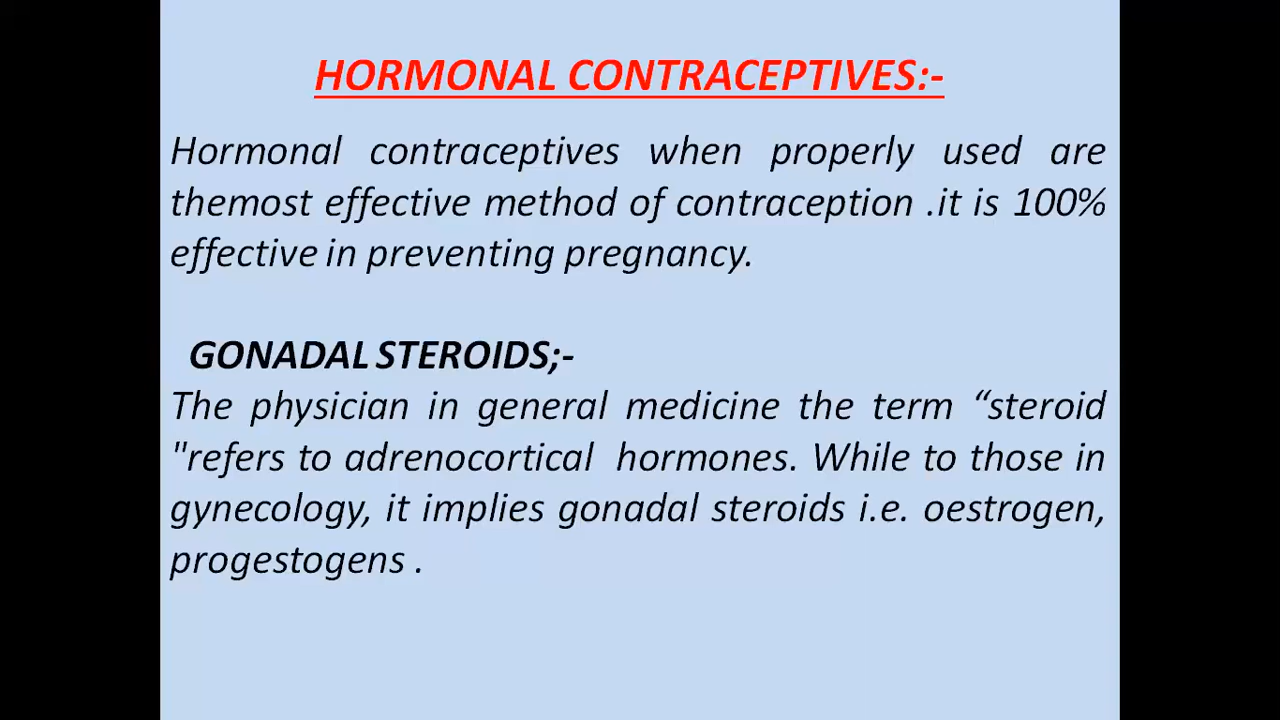 HORMONAL CONTRACEPTIVES:-
Hormonal contraceptives when properly used are
themost effective method of contraception .it is 100%
effective in preventing pregnancy.
GONADAL STEROIDS;-
The physician in general medicine the term “steroid
"refers to adrenocortical hormones. While to those in
gynecology, it implies gonadal steroids i.e. oestrogen,
progestogens .